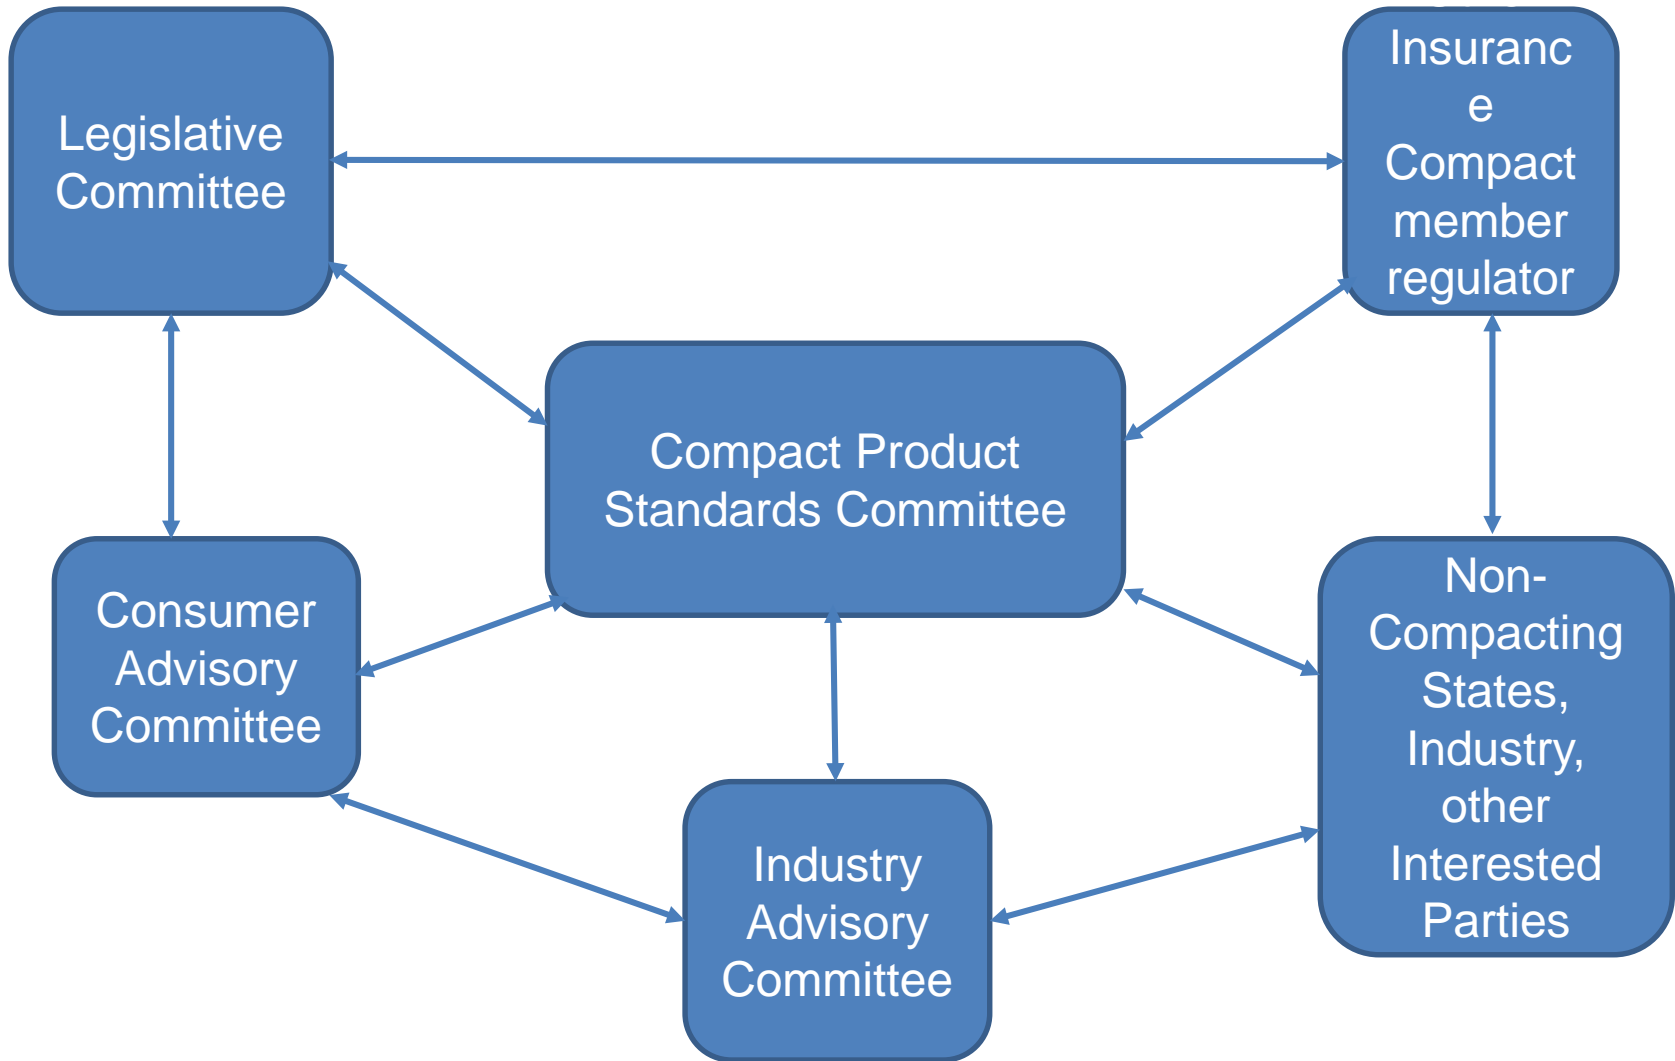 Legislative
Committee
Insuranc
e
Compact
member
regulator
Compact Product
Standards Committee
Consumer
Advisory
Committee
Non-
Compacting
States,
Industry,
other
Interested
Parties
Industry
Advisory
Committee